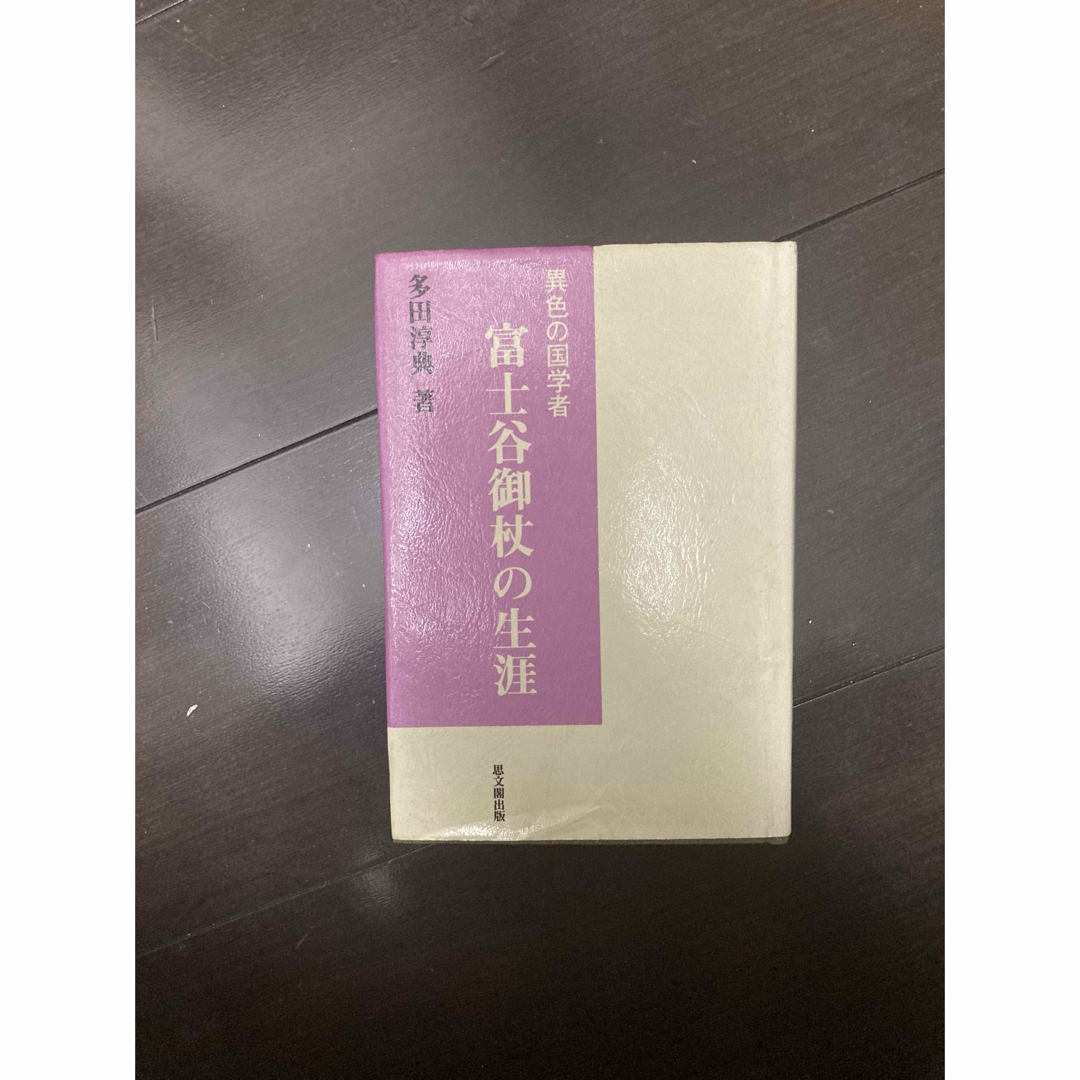 異色の国学者
富士谷御杖の生涯
多田淳典 著
思文閣出版